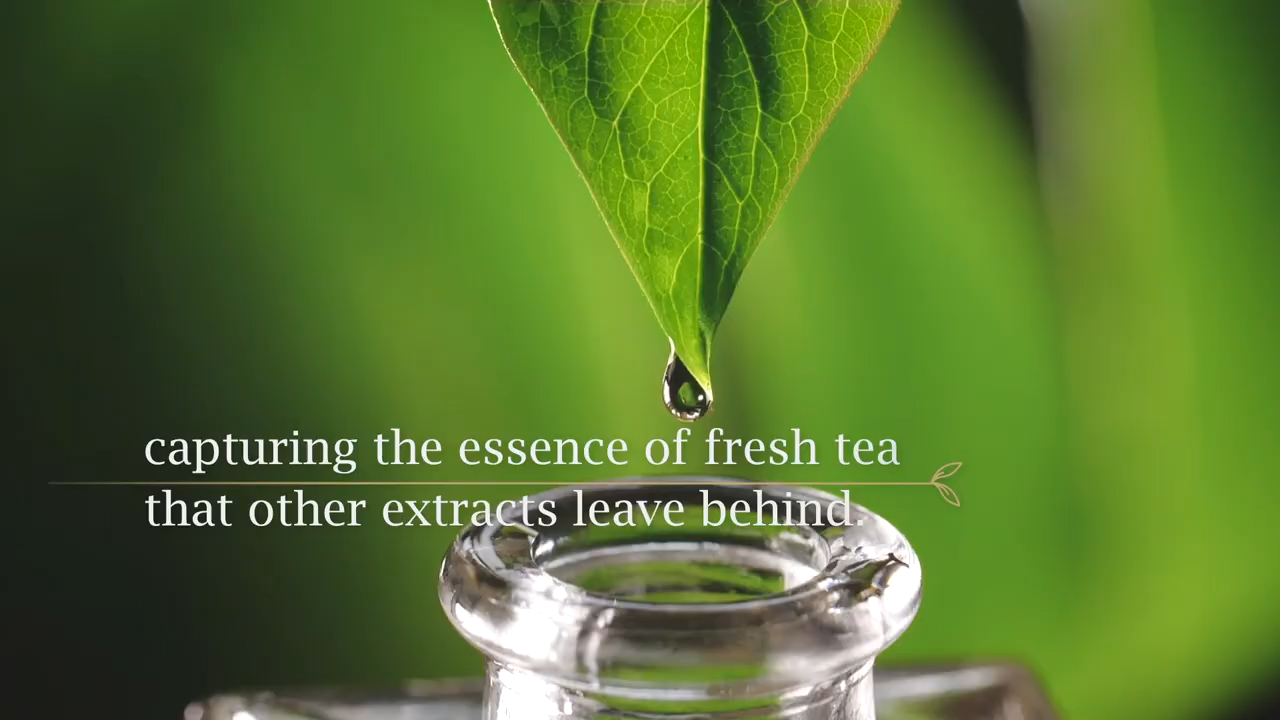 capturing the essence of fresh tea
that other extracts leave behind.